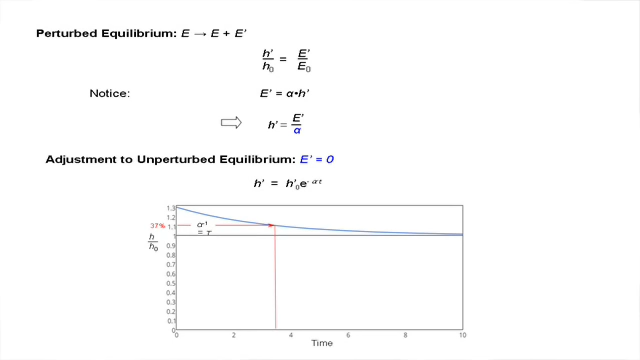 Perturbed Equilibrium: E → E + E'
h'/h₀ = E'/E₀
Notice: E' = α•h'
⇨ h' = E'/α
Adjustment to Unperturbed Equilibrium: E' = 0
h' = h'₀e^-αt
1.3
1.2
37% 1.1 α⁻¹ = τ
1
h/h₀ 0.9
0.8
0.7
0.6
0.5
0.4
0.3
0.2
0.1
0
0 2 4 6 8 10
Time